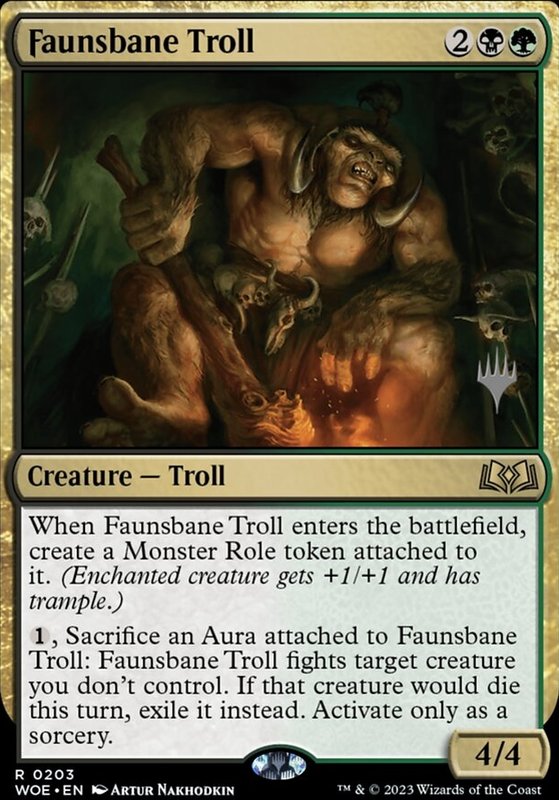 Faunsbane Troll 2
Creature — Troll
When Faunsbane Troll enters the battlefield,
create a Monster Role token attached to
it. (Enchanted creature gets +1/+1 and has
trample.)
1, Sacrifice an Aura attached to Faunsbane
Troll: Faunsbane Troll fights target creature
you don't control. If that creature would die
this turn, exile it instead. Activate only as a
sorcery.
4/4
R 0203
WOE • EN Artur Nakhodkin ™ & © 2023 Wizards of the Coast